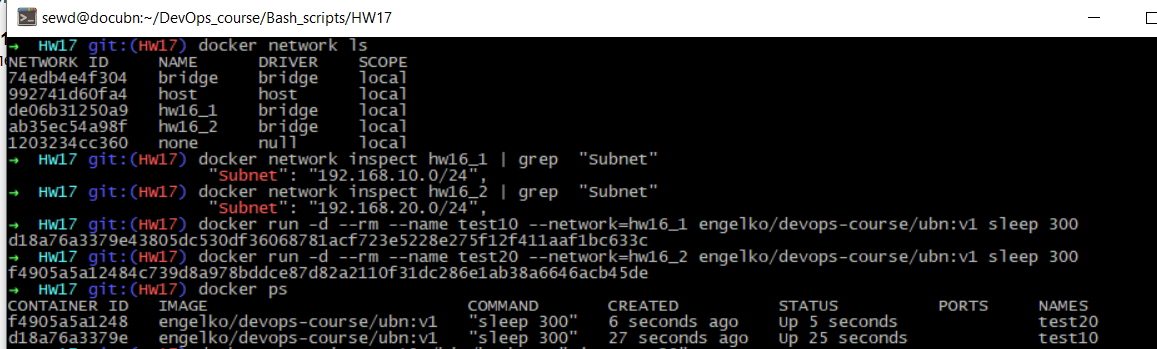 sewd@docubn:~/DevOps_course/Bash_scripts/HW17
→ HW17 git:(HW17) docker network ls
NETWORK ID NAME DRIVER SCOPE
74edb4e4f304 bridge bridge local
992741d60fa4 host host local
de06b31250a9 hw16_1 bridge local
ab35ec54a98f hw16_2 bridge local
1203234cc360 none null local
→ HW17 git:(HW17) docker network inspect hw16_1 | grep "Subnet"
"Subnet": "192.168.10.0/24",
→ HW17 git:(HW17) docker network inspect hw16_2 | grep "Subnet"
"Subnet": "192.168.20.0/24",
→ HW17 git:(HW17) docker run -d --rm --name test10 --network=hw16_1 engelko/devops-course/ubn:v1 sleep 300
d18a76a3379e43805dc530df36068781acf723e5228e275f12f411aaf1bc633c
→ HW17 git:(HW17) docker run -d --rm --name test20 --network=hw16_2 engelko/devops-course/ubn:v1 sleep 300
f4905a5a12484c739d8a978bddce87d82a2110f31dc286e1ab38a6646acb45de
→ HW17 git:(HW17) docker ps
CONTAINER ID IMAGE COMMAND CREATED STATUS PORTS NAMES
f4905a5a1248 engelko/devops-course/ubn:v1 "sleep 300" 6 seconds ago Up 5 seconds test20
d18a76a3379e engelko/devops-course/ubn:v1 "sleep 300" 27 seconds ago Up 25 seconds test10